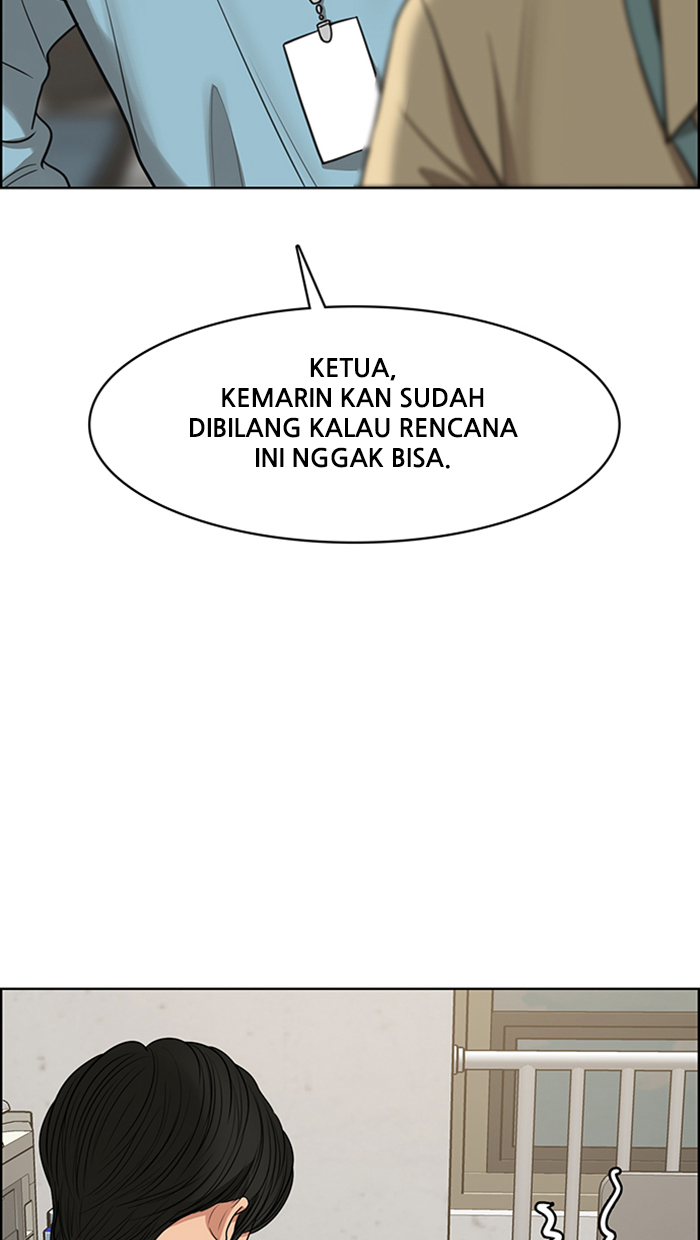 KETUA,
KEMARIN KAN SUDAH
DIBILANG KALAU RENCANA
INI NGGAK BISA.